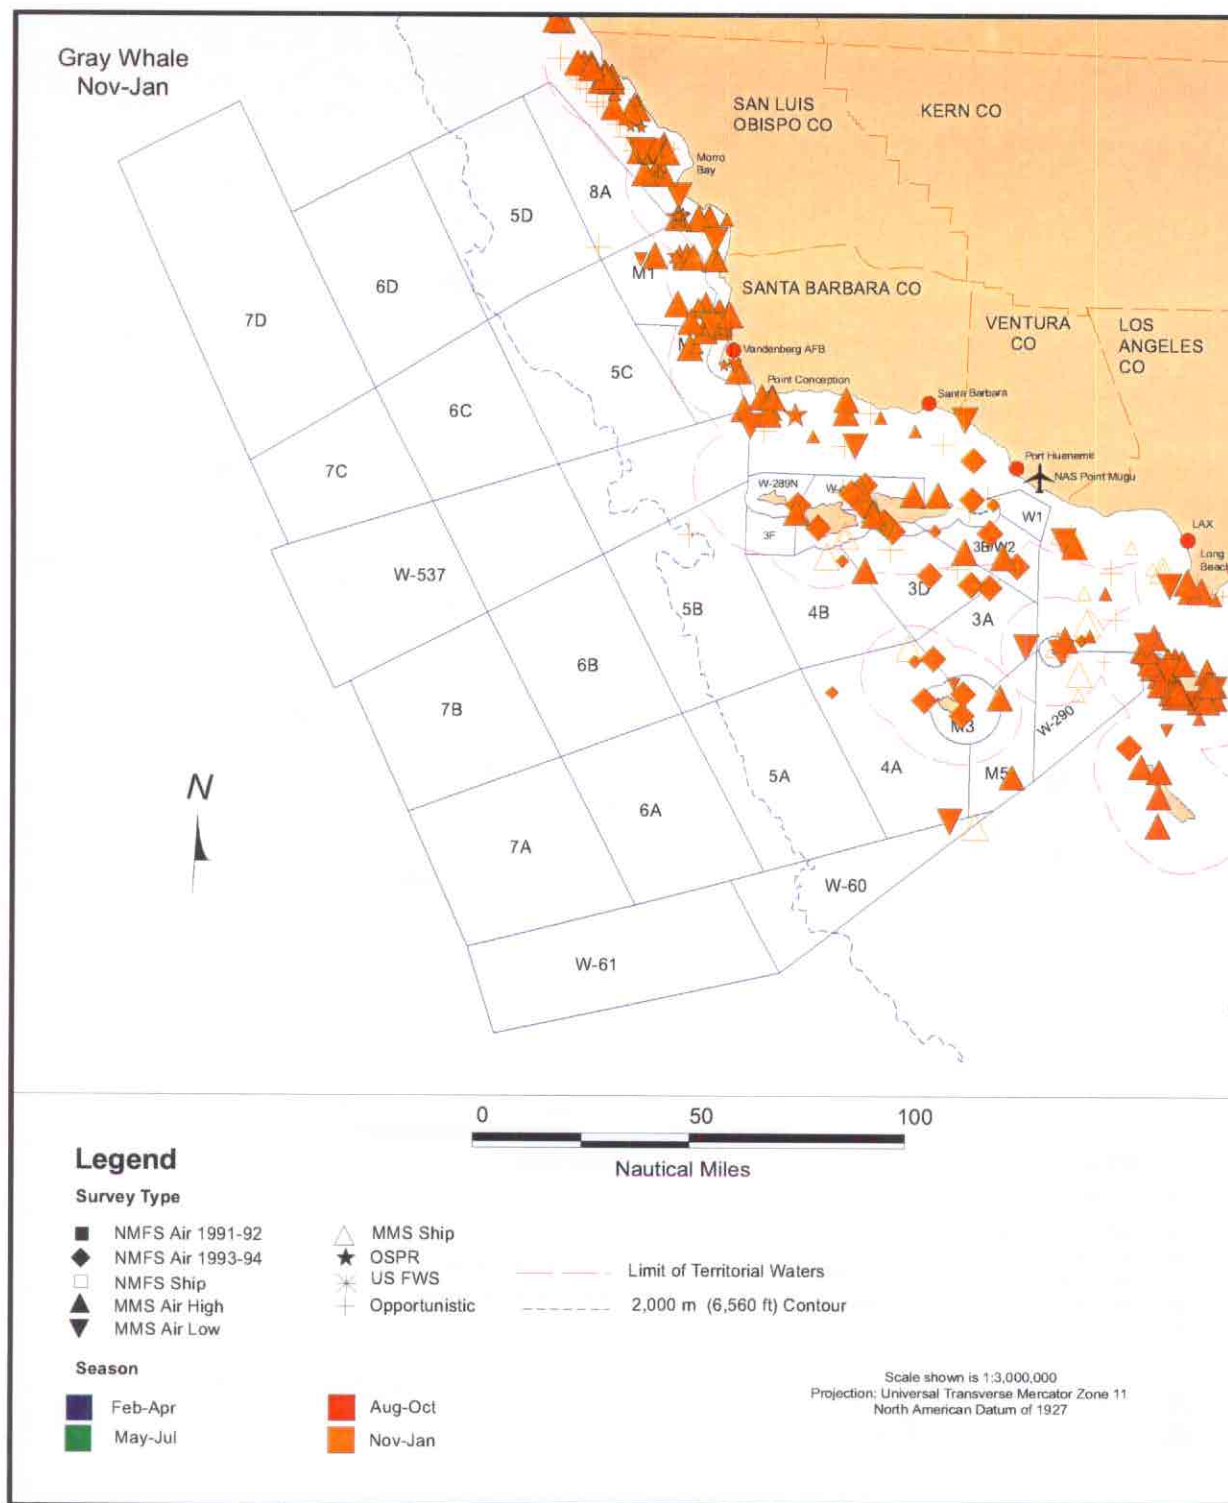 Gray Whale
Nov-Jan
SAN LUIS
OBISPO CO
KERN CO
Morro
Bay
8A
5D
6D
7D
M1
SANTA BARBARA CO
VENTURA
CO
LOS
ANGELES
CO
Vandenberg AFB
5C
Point Conception
Santa Barbara
6C
7C
Port Hueneme
NAS Point Mugu
W-289N
W1
LAX
Long
Beach
3F
3B/W2
W-537
3D
5B
4B
3A
6B
7B
W-290
M3
5A
4A
M5
6A
7A
W-60
W-61
N
0 50 100
Nautical Miles
Legend
Survey Type
NMFS Air 1991-92
NMFS Air 1993-94
NMFS Ship
MMS Air High
MMS Air Low
MMS Ship
OSPR
US FWS
Opportunistic
Limit of Territorial Waters
2,000 m (6,560 ft) Contour
Season
Feb-Apr
May-Jul
Aug-Oct
Nov-Jan
Scale shown is 1:3,000,000
Projection: Universal Transverse Mercator Zone 11
North American Datum of 1927